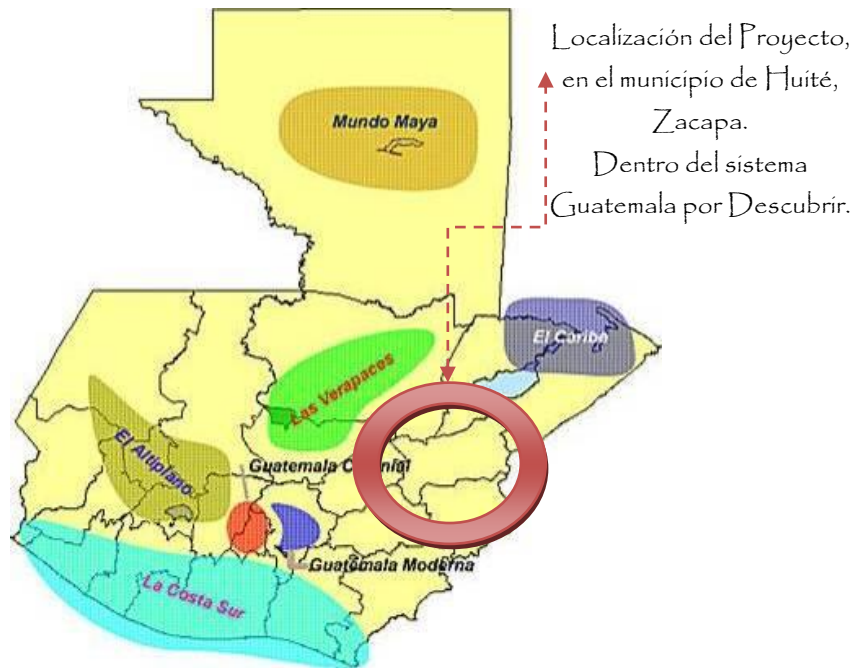 Localización del Proyecto,
en el municipio de Huité,
Zacapa.
Dentro del sistema
Guatemala por Descubrir.
Mundo Maya
El Caribe
Las Verapaces
El Altiplano
Guatemala C nial
Guatemala Moderna
La Costa Sur